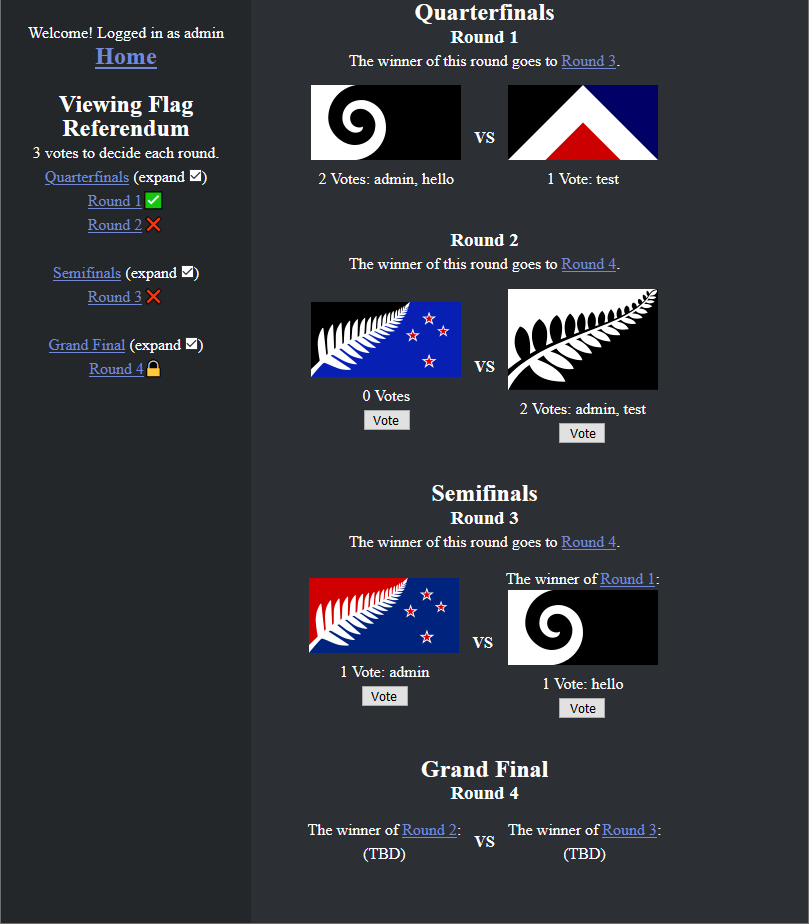 Welcome! Logged in as admin
Home
Viewing Flag
Referendum
3 votes to decide each round.
Quarterfinals (expand ☑)
Round 1 ✅
Round 2 ❌
Semifinals (expand ☑)
Round 3 ❌
Grand Final (expand ☑)
Round 4 🔒
Quarterfinals
Round 1
The winner of this round goes to Round 3.
VS
2 Votes: admin, hello
1 Vote: test
Round 2
The winner of this round goes to Round 4.
VS
0 Votes
Vote
2 Votes: admin, test
Vote
Semifinals
Round 3
The winner of this round goes to Round 4.
The winner of Round 1:
VS
1 Vote: admin
Vote
1 Vote: hello
Vote
Grand Final
Round 4
The winner of Round 2:
(TBD)
VS
The winner of Round 3:
(TBD)